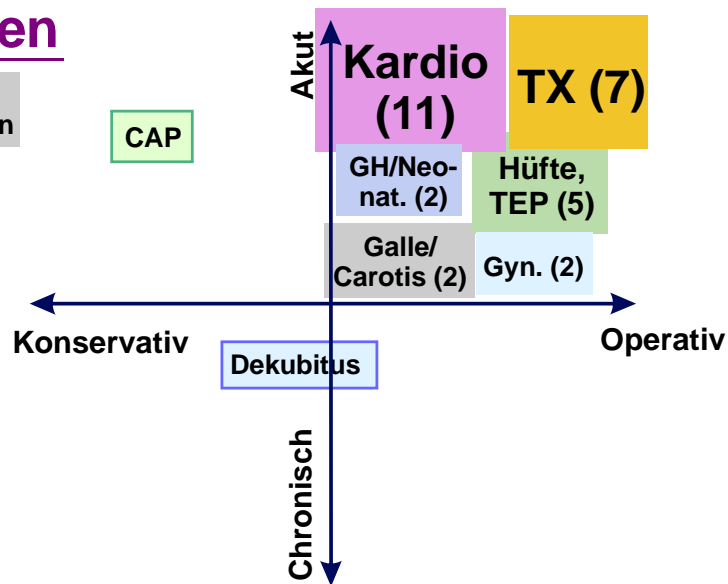 en
n
Akut
Kardio
(11)
TX (7)
CAP
GH/Neo-
nat. (2)
Hüfte,
TEP (5)
Galle/
Carotis (2)
Gyn. (2)
Konservativ
Operativ
Dekubitus
Chronisch